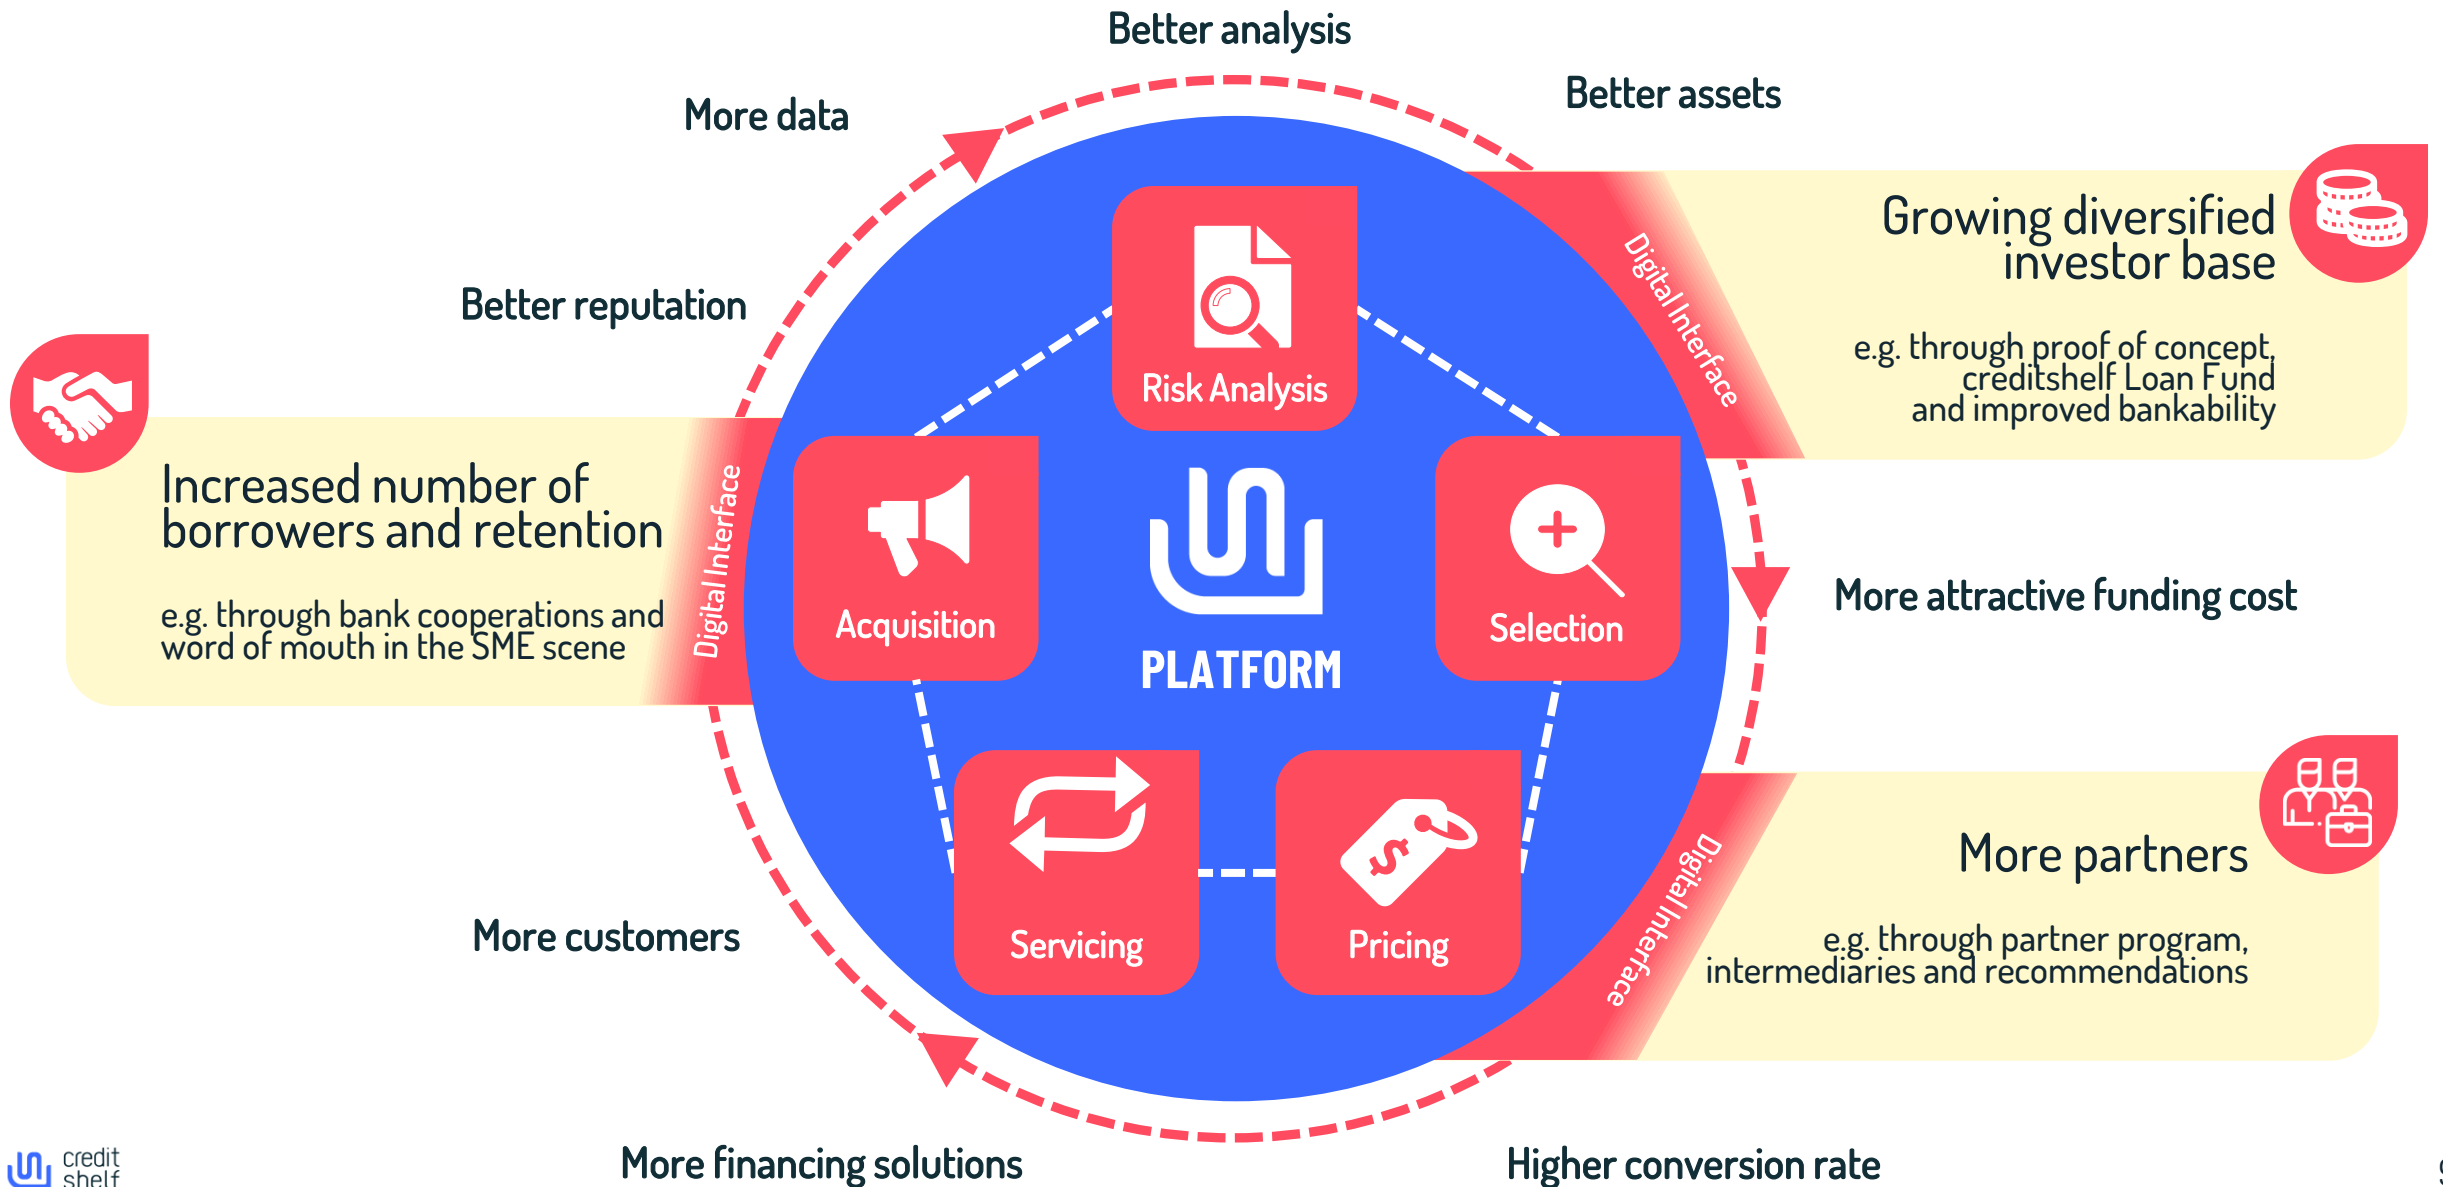 Better analysis
Better assets
More data
Growing diversified
investor base
e.g. through proof of concept,
creditshelf Loan Fund
and improved bankability
Digital Interface
Better reputation
Risk Analysis
Increased number of
borrowers and retention
e.g. through bank cooperations and
word of mouth in the SME scene
Digital Interface
Acquisition
PLATFORM
Selection
More attractive funding cost
More partners
e.g. through partner program,
intermediaries and recommendations
Digital Interface
Servicing
Pricing
More customers
More financing solutions
Higher conversion rate
credit
shelf